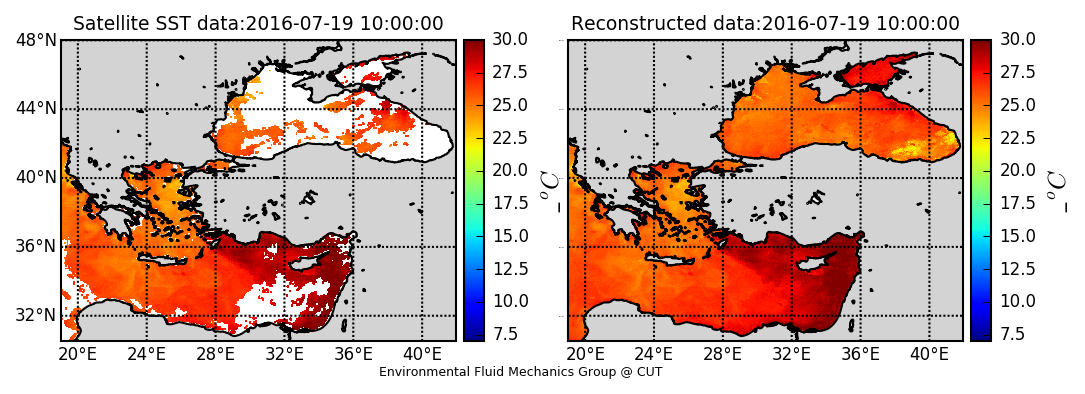 Satellite SST data:2016-07-19 10:00:00
48°N
44°N
40°N
36°N
32°N
20°E 24°E 28°E 32°E 36°E 40°E
30.0
27.5
25.0
22.5
20.0
17.5
15.0
12.5
10.0
7.5
_ °C
Reconstructed data:2016-07-19 10:00:00
20°E 24°E 28°E 32°E 36°E 40°E
30.0
27.5
25.0
22.5
20.0
17.5
15.0
12.5
10.0
7.5
_ °C
Environmental Fluid Mechanics Group @ CUT